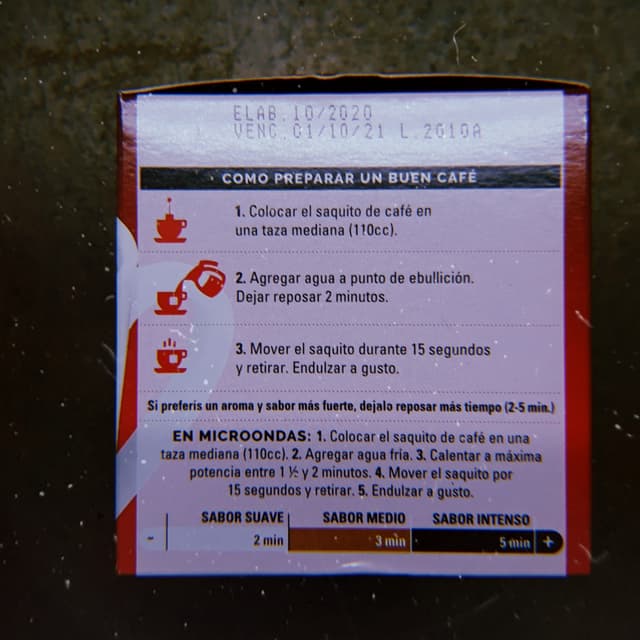 ELAB 10/2020
VENC 01/10/21 L.2010A
COMO PREPARAR UN BUEN CAFÉ
1. Colocar el saquito de café en
una taza mediana (110cc).
2. Agregar agua a punto de ebullición.
Dejar reposar 2 minutos.
3. Mover el saquito durante 15 segundos
y retirar. Endulzar a gusto.
Si preferis un aroma y sabor más fuerte, dejalo reposar más tiempo (2-5 min.)
EN MICROONDAS: 1. Colocar el saquito de café en una
taza mediana (110cc). 2. Agregar agua fría. 3. Calentar a máxima
potencia entre 1 ½ y 2 minutos. 4. Mover el saquito por
15 segundos y retirar. 5. Endulzar a gusto.
SABOR SUAVE SABOR MEDIO SABOR INTENSO
- 2 min 3 min 5 min +